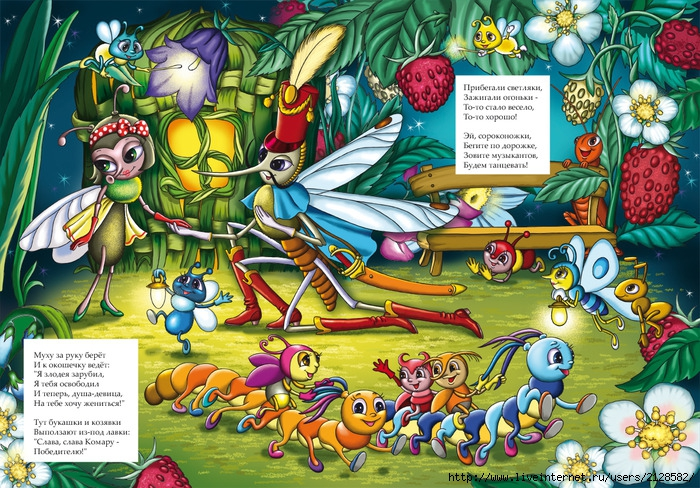 Прибегали светляки,
Зажигали огоньки -
То-то стало весело,
То-то хорошо!
Эй, сороконожки,
Бегите по дорожке,
Зовите музыкантов,
Будем танцевать!
Муху за руку берёт
И к окошечку ведёт:
"Я злодея зарубил,
Я тебя освободил
И теперь, душа-девица,
На тебе хочу жениться!"
Тут букашки и козявки
Выползают из-под лавки:
"Слава, слава Комару -
Победителю!"
http://www.liveinternet.ru/users/2128582/